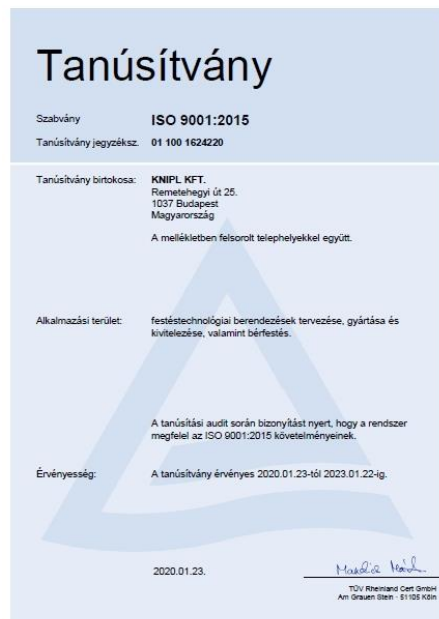 Tanúsítvány
Szabvány ISO 9001:2015
Tanúsítvány jegyzéksz. 01 100 1624220
Tanúsítvány birtokosa: KNIPL KFT.
Remetehegyi út 25.
1037 Budapest
Magyarország
A mellékletben felsorolt telephelyekkel együtt.
Alkalmazási terület: festéstechnológiai berendezések tervezése, gyártása és
kivitelezése, valamint bérfestés.
A tanúsítási audit során bizonyítást nyert, hogy a rendszer
megfelel az ISO 9001:2015 követelményeinek.
Érvényesség: A tanúsítvány érvényes 2020.01.23-tól 2023.01.22-ig.
2020.01.23.
TÜV Rheinland Cert GmbH
Am Grauen Stein - 51105 Köln